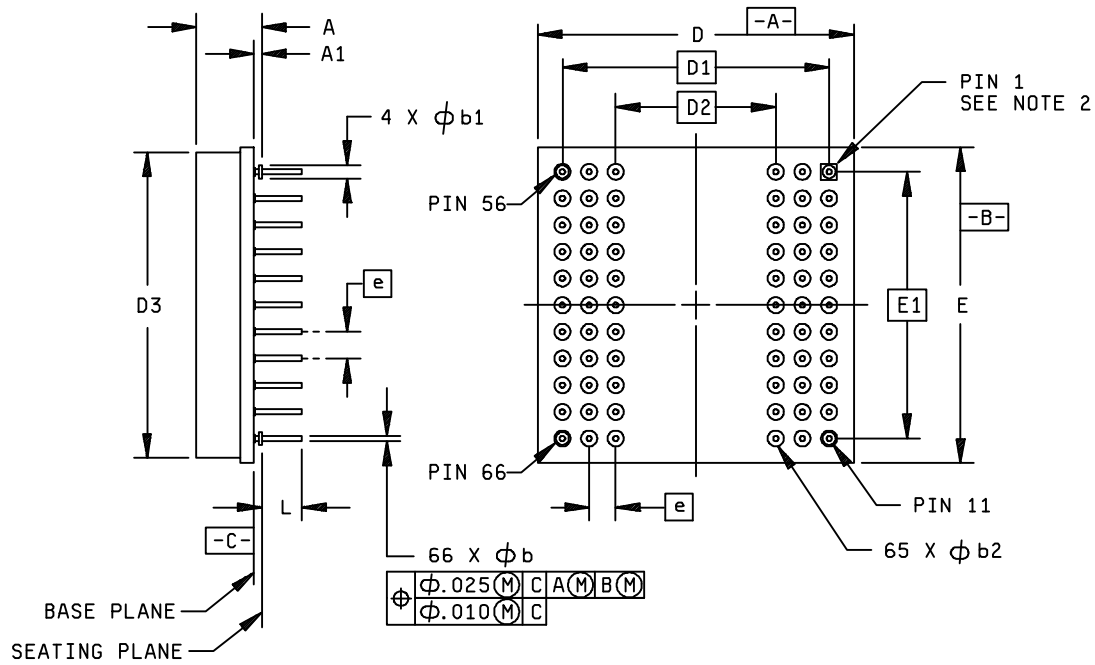 A
A1
D
-A-
D1
D2
PIN 1
SEE NOTE 2
4 X ϕ b1
PIN 56
-B-
e
D3
E1
E
PIN 66
L
e
PIN 11
-C-
66 X ϕ b
65 X ϕ b2
ϕ.025 Ⓜ C A Ⓜ B Ⓜ
ϕ.010 Ⓜ C
BASE PLANE
SEATING PLANE